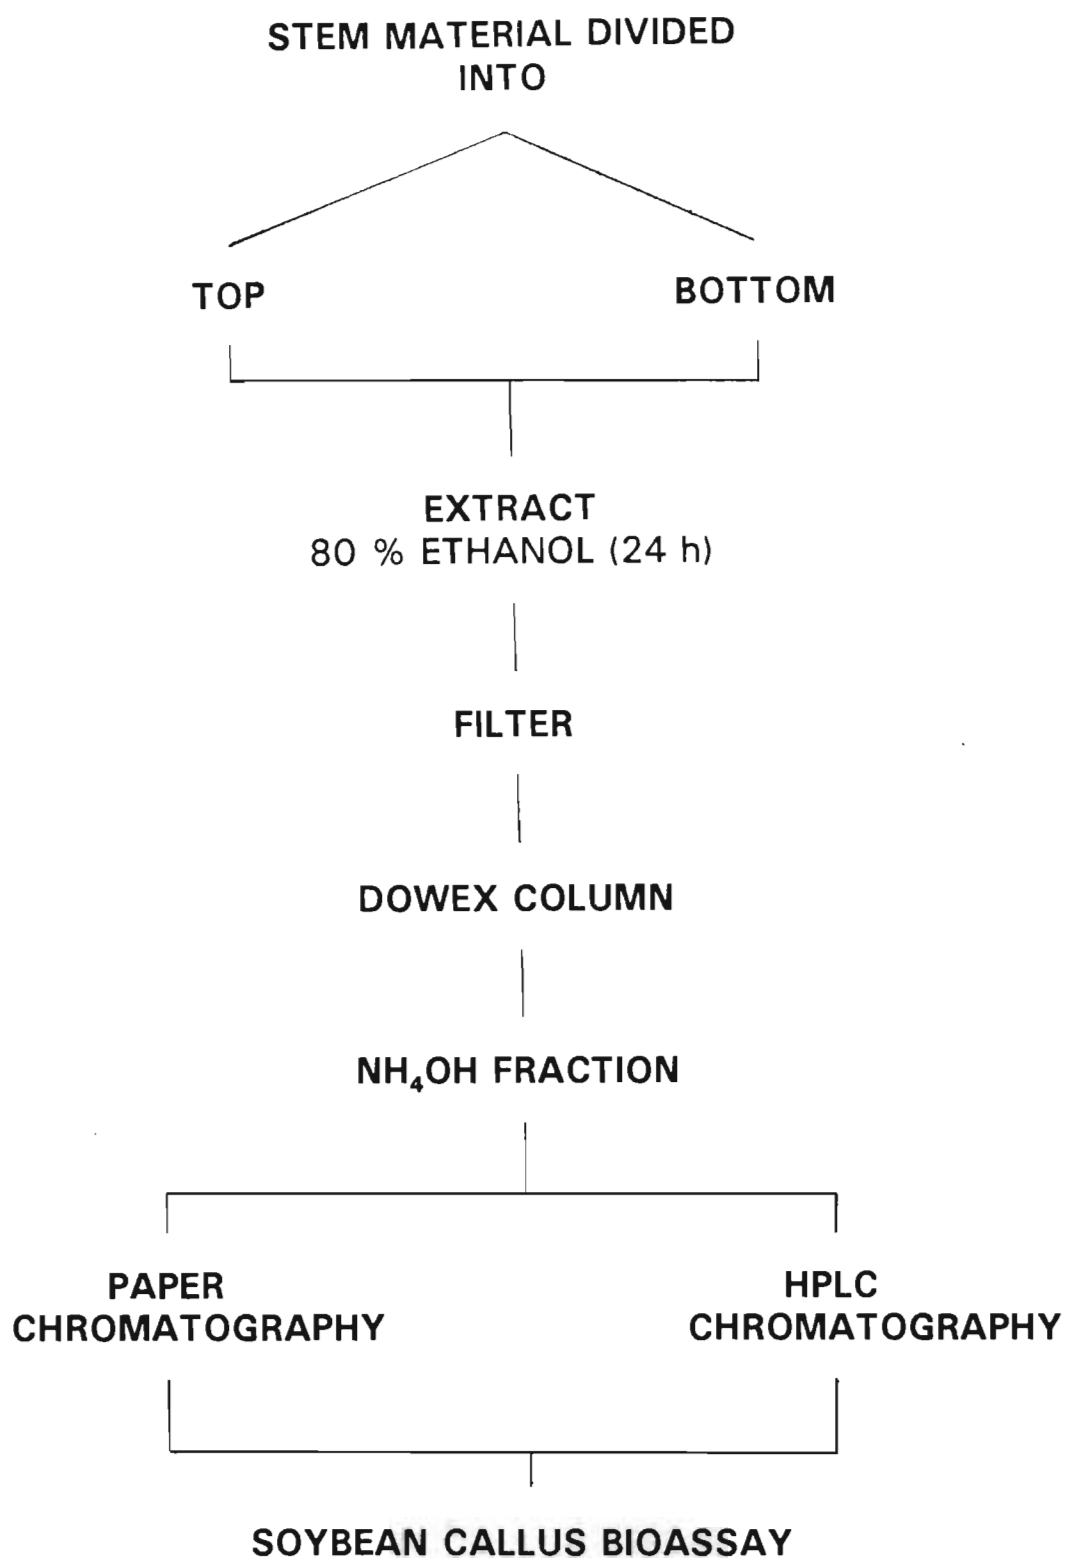 STEM MATERIAL DIVIDED
INTO
TOP
BOTTOM
EXTRACT
80 % ETHANOL (24 h)
FILTER
DOWEX COLUMN
NH₄OH FRACTION
PAPER
CHROMATOGRAPHY
HPLC
CHROMATOGRAPHY
SOYBEAN CALLUS BIOASSAY